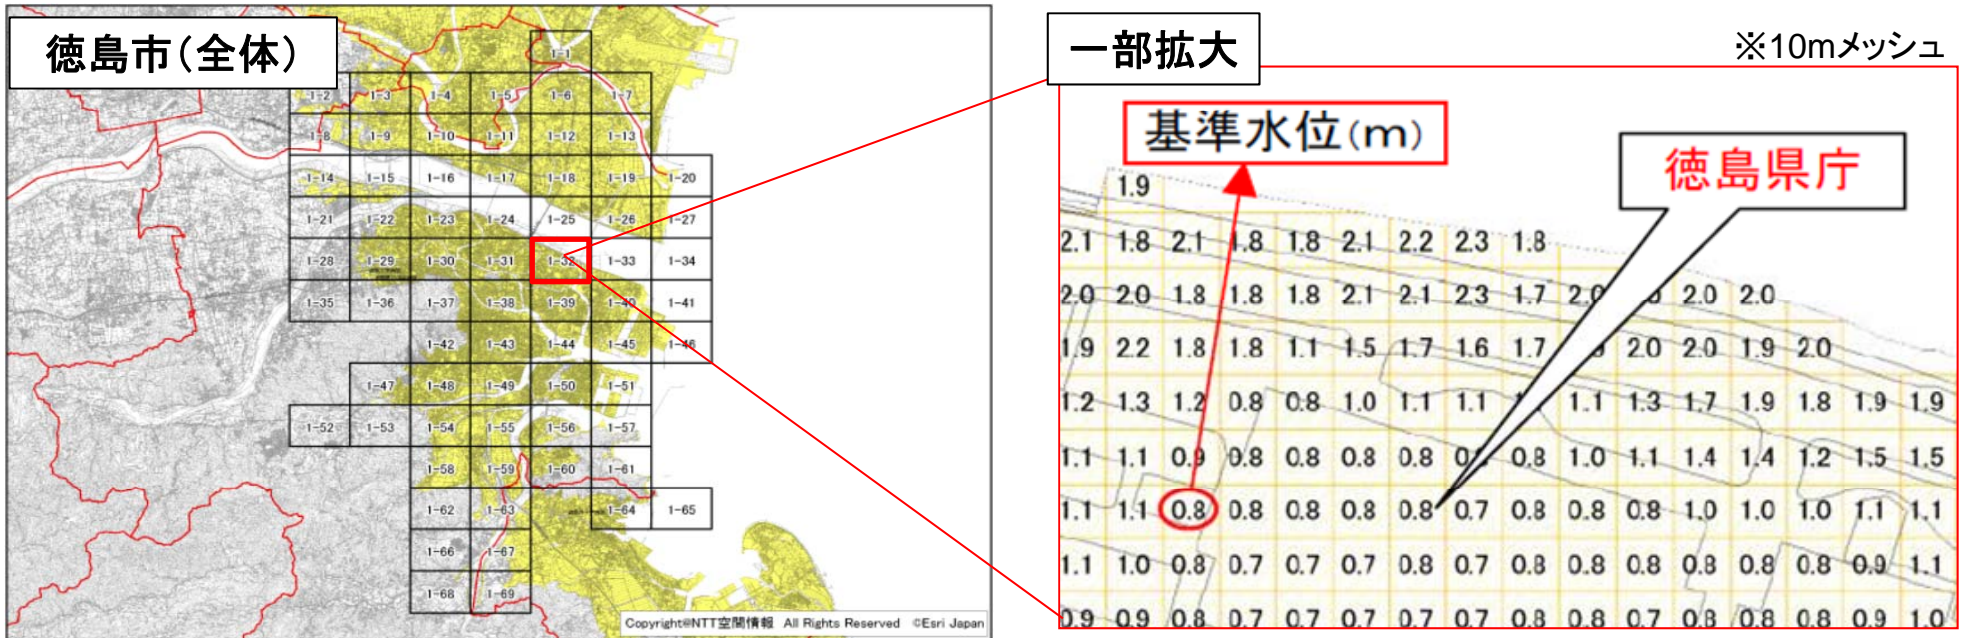 徳島市(全体)
1-1
1-2 1-3 1-4 1-5 1-6 1-7
1-8 1-9 1-10 1-11 1-12 1-13
1-14 1-15 1-16 1-17 1-18 1-19 1-20
1-21 1-22 1-23 1-24 1-25 1-26 1-27
1-28 1-29 1-30 1-31 1-32 1-33 1-34
1-35 1-36 1-37 1-38 1-39 1-40 1-41
1-42 1-43 1-44 1-45 1-46
1-47 1-48 1-49 1-50 1-51
1-52 1-53 1-54 1-55 1-56 1-57
1-58 1-59 1-60 1-61
1-62 1-63 1-64 1-65
1-66 1-67
1-68 1-69
Copyright©NTT空間情報 All Rights Reserved ©Esri Japan
一部拡大
※10mメッシュ
基準水位(m)
徳島県庁
1.9
2.1 1.8 2.1 1.8 1.8 2.1 2.2 2.3 1.8
2.0 2.0 1.8 1.8 1.8 2.1 2.1 2.3 1.7 2.0 2.0 2.0
1.9 2.2 1.8 1.8 1.1 1.5 1.7 1.6 1.7 2.0 2.0 1.9 2.0
1.2 1.3 1.2 0.8 0.8 1.0 1.1 1.1 1.1 1.3 1.7 1.9 1.8 1.9 1.9
1.1 1.1 0.9 0.8 0.8 0.8 0.8 0.8 1.0 1.1 1.4 1.4 1.2 1.5 1.5
1.1 1.1 0.8 0.8 0.8 0.8 0.8 0.7 0.8 0.8 0.8 1.0 1.0 1.0 1.1 1.1
1.1 1.0 0.8 0.7 0.7 0.7 0.8 0.7 0.8 0.8 0.8 0.8 0.8 0.8 0.9 1.1
0.9 0.9 0.8 0.7 0.7 0.7 0.7 0.7 0.8 0.8 0.7 0.8 0.8 0.8 0.9 1.0